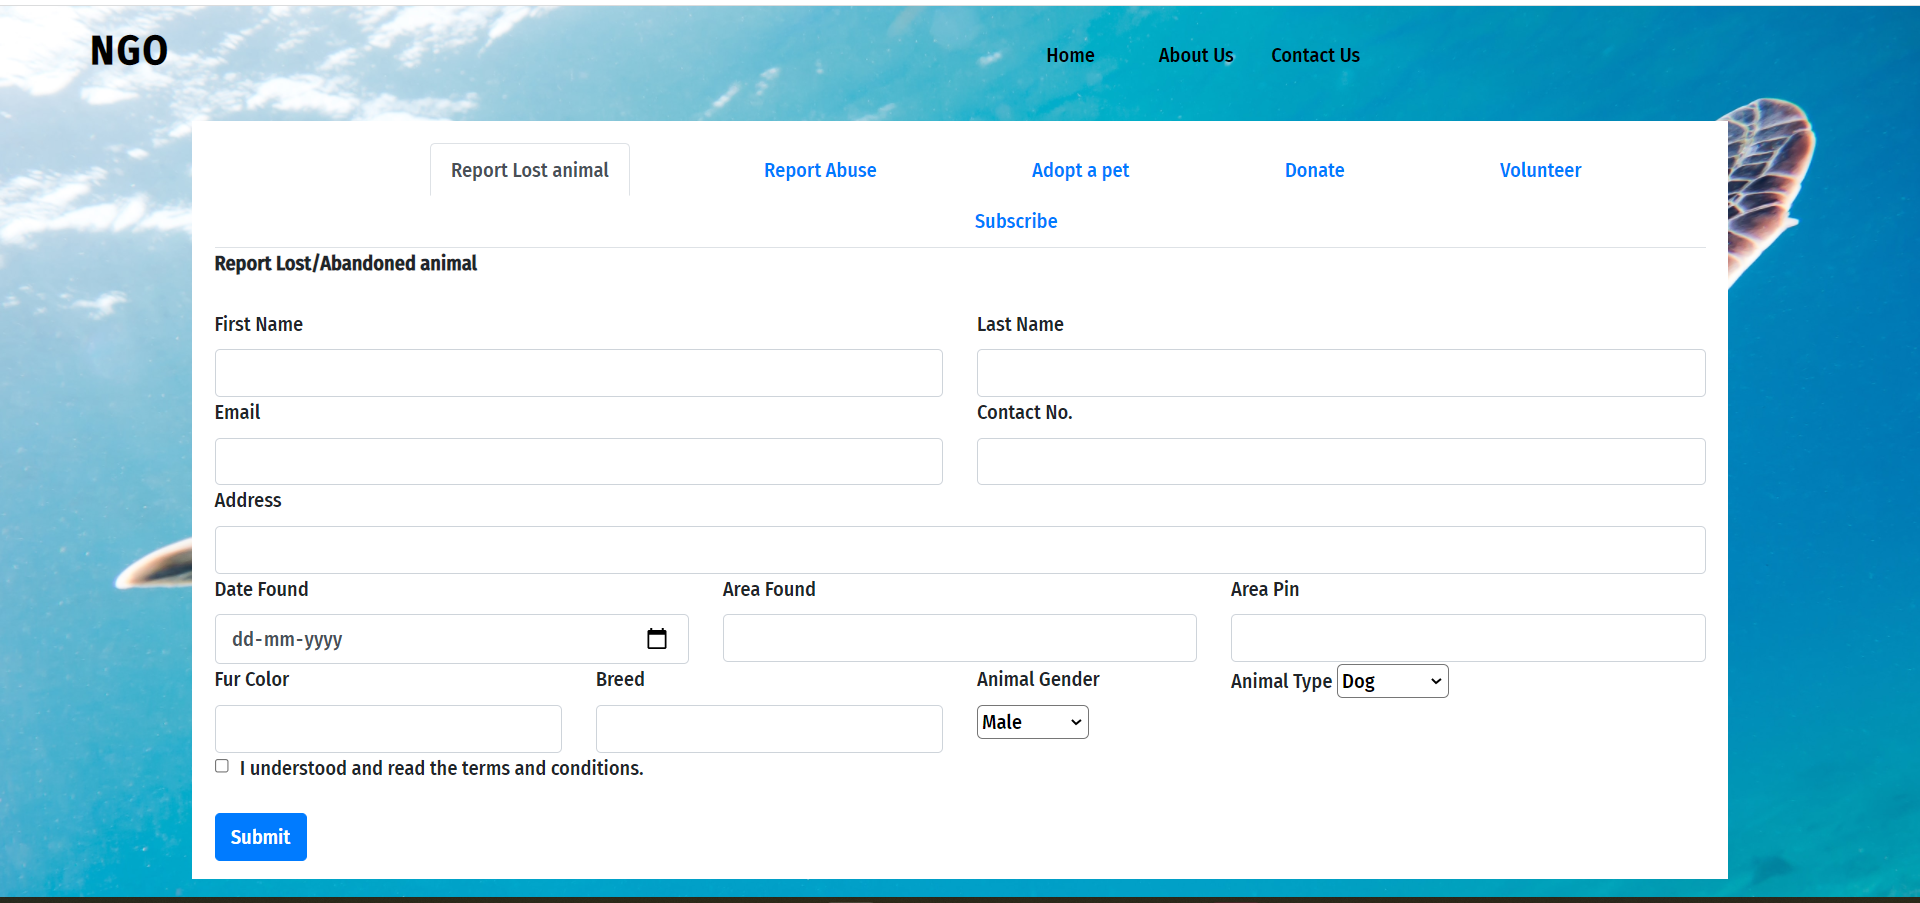 NGO
Home About Us Contact Us
Report Lost animal Report Abuse Adopt a pet Donate Volunteer
Subscribe
Report Lost/Abandoned animal
First Name Last Name
Email Contact No.
Address
Date Found Area Found Area Pin
dd-mm-yyyy
Fur Color Breed Animal Gender Animal Type Dog
Male
I understood and read the terms and conditions.
Submit